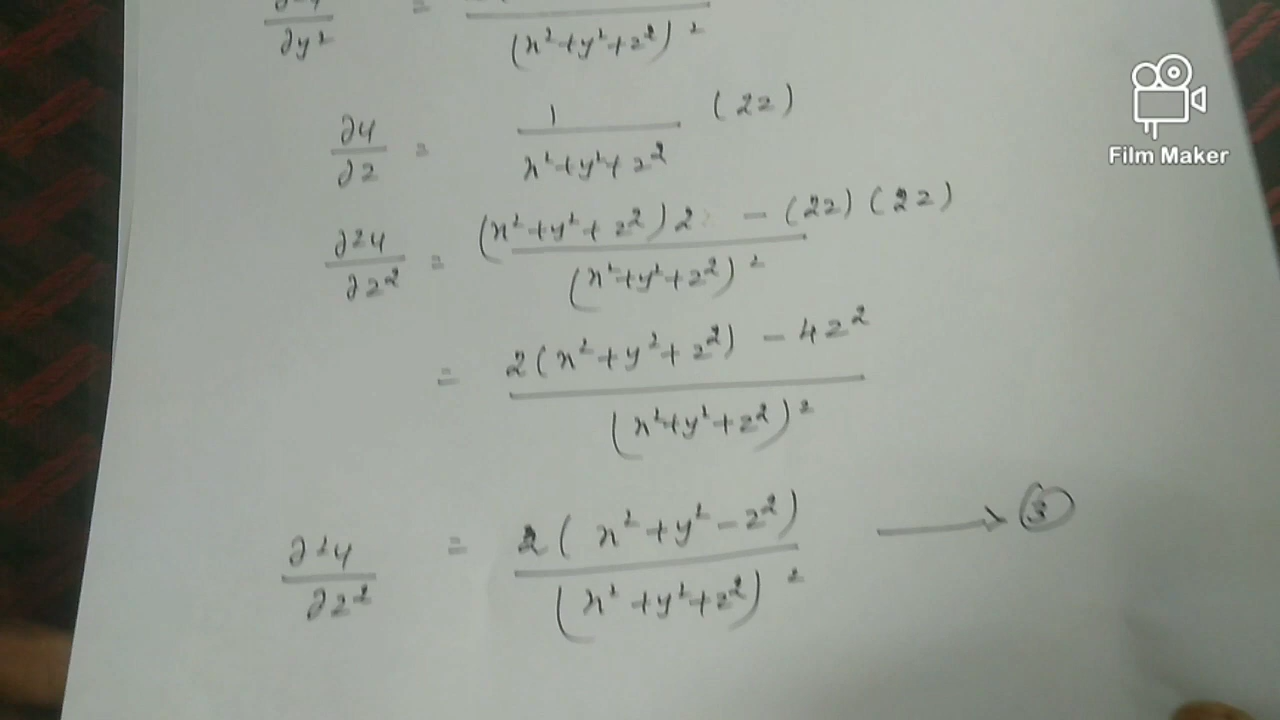 ∂y² = (x²+y²+z²)²
∂u/∂z = 1/(x²+y²+z²) (2z)
∂²u/∂z² = ((x²+y²+z²)2 - (2z)(2z))/(x²+y²+z²)²
= (2(x²+y²+z²) - 4z²)/(x²+y²+z²)²
∂²u/∂z² = 2(x²+y²-z²)/(x²+y²+z²)² → ③
Film Maker